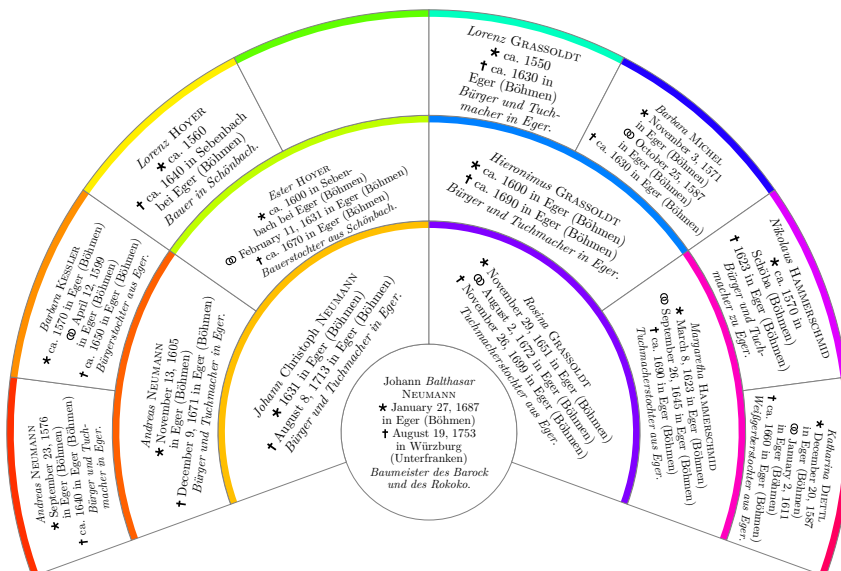 Johann Balthasar
NEUMANN
★ January 27, 1687
in Eger (Böhmen)
✝ August 19, 1753
in Würzburg
(Unterfranken)
Baumeister des Barock
und des Rokoko.
Johann Christoph NEUMANN
★ 1631 in Eger (Böhmen)
✝ August 8, 1713 in Eger (Böhmen)
Bürger und Tuchmacher in Eger.
Rosina GRASSOLDT
★ November 29, 1651 in Eger (Böhmen)
⚭ August 2, 1672 in Eger (Böhmen)
✝ November 26, 1699 in Eger (Böhmen)
Tuchmacherstochter aus Eger.
Andreas NEUMANN
★ November 13, 1605
in Eger (Böhmen)
✝ December 9, 1671 in Eger (Böhmen)
Bürger und Tuchmacher in Eger.
Ester HOYER
★ ca. 1600 in Seben-
bach bei Eger (Böhmen)
⚭ February 11, 1631 in Eger (Böhmen)
✝ ca. 1670 in Eger (Böhmen)
Bauerstochter aus Schönbach.
Hieronimus GRASSOLDT
★ ca. 1600 in Eger (Böhmen)
✝ ca. 1690 in Eger (Böhmen)
Bürger und Tuchmacher in Eger.
Margaretha HAMMERSCHMID
★ March 8, 1623 in Eger (Böhmen)
⚭ September 26, 1645 in Eger (Böhmen)
✝ ca. 1690 in Eger (Böhmen)
Tuchmacherstochter aus Eger.
Andreas NEUMANN
★ September 23, 1576
in Eger (Böhmen)
✝ ca. 1640 in Eger (Böhmen)
Bürger und Tuch-
macher in Eger.
Barbara KESSLER
★ ca. 1570 in Eger (Böhmen)
⚭ April 12, 1599
in Eger (Böhmen)
✝ ca. 1650 in Eger (Böhmen)
Bürgerstochter aus Eger.
Lorenz HOYER
★ ca. 1560
✝ ca. 1640 in Sebenbach
bei Eger (Böhmen)
Bauer in Schönbach.
Lorenz GRASSOLDT
★ ca. 1550
✝ ca. 1630 in
Eger (Böhmen)
Bürger und Tuch-
macher in Eger.
Barbara MICHEL
★ November 3, 1571
in Eger (Böhmen)
⚭ October 25, 1587
in Eger (Böhmen)
✝ ca. 1630 in Eger (Böhmen)
Nikolaus HAMMERSCHMID
★ ca. 1570 in
Schöba (Böhmen)
✝ 1623 in Eger (Böhmen)
Bürger und Tuch-
macher zu Eger.
Katharina DIETTL
★ December 20, 1587
in Eger (Böhmen)
⚭ January 2, 1611
in Eger (Böhmen)
✝ ca. 1660 in Eger (Böhmen)
Weißgerberstochter aus Eger.